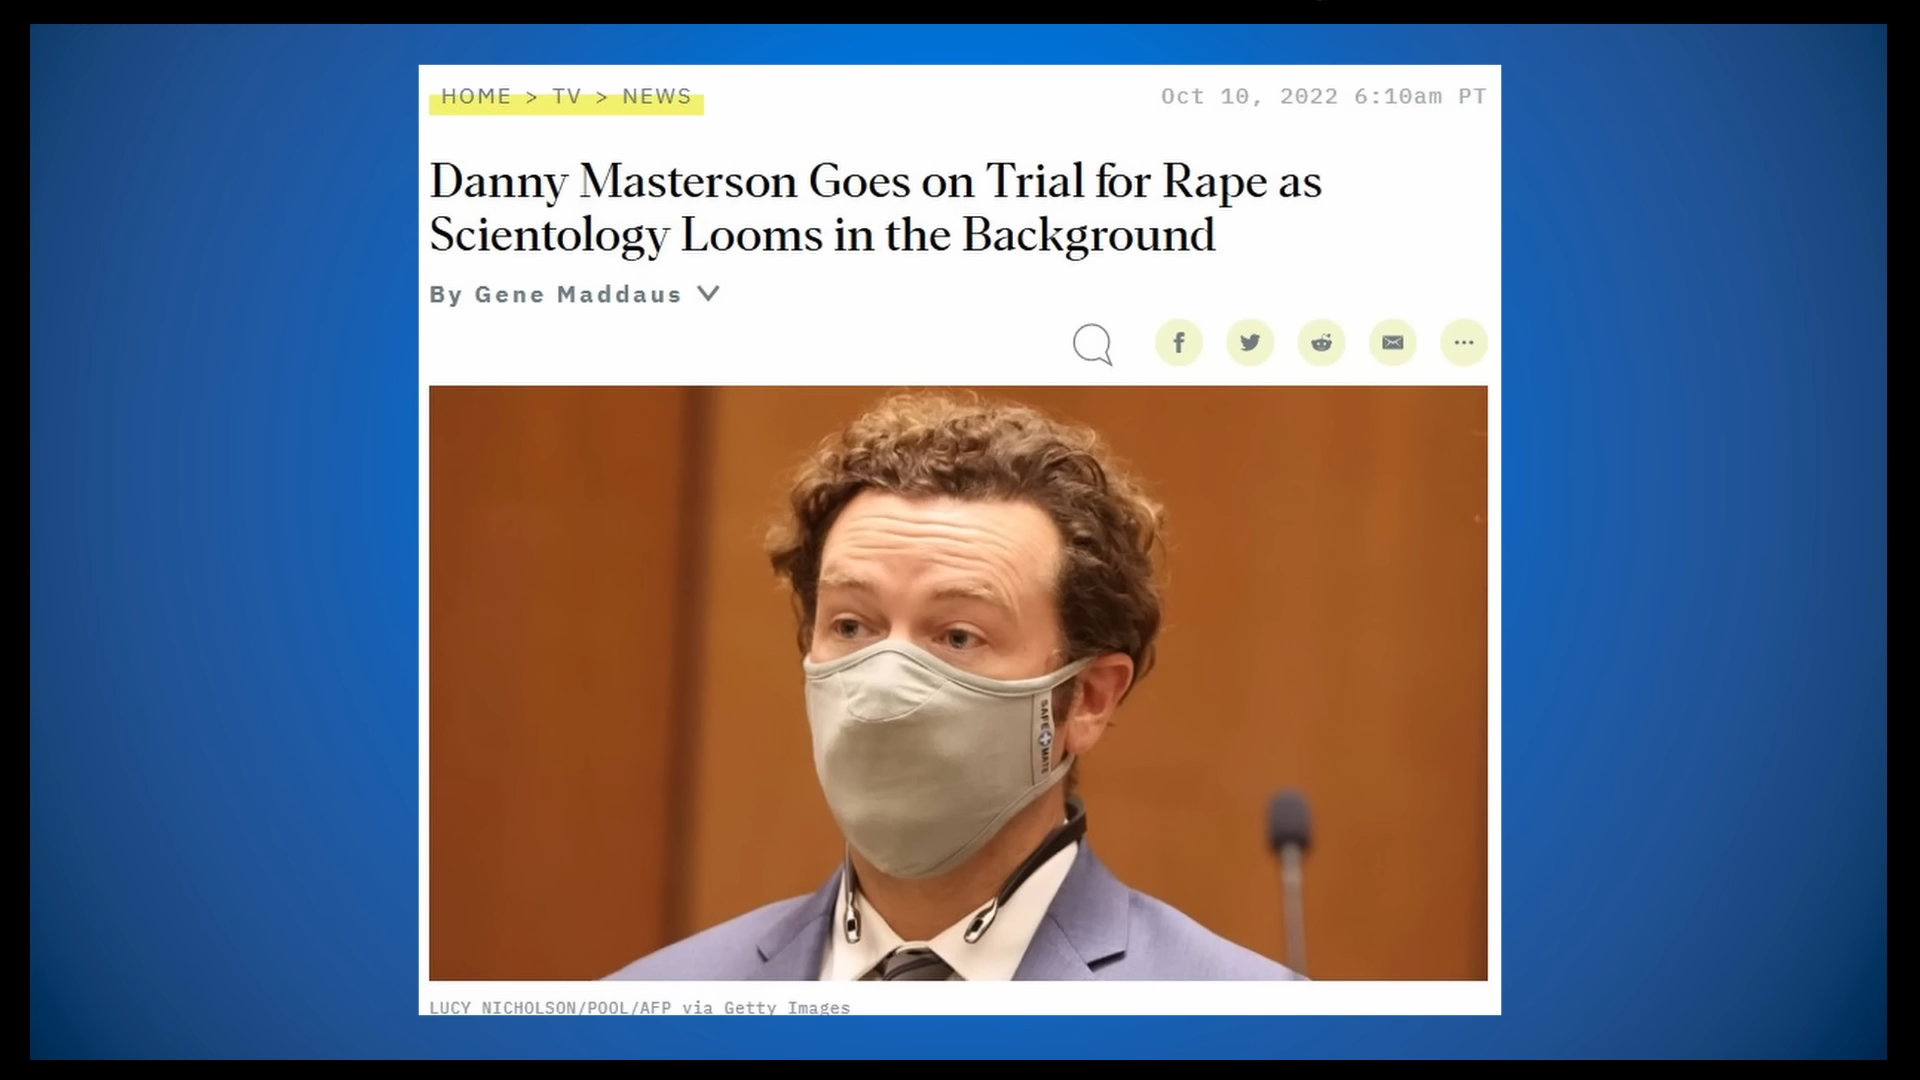 HOME > TV > NEWS
Oct 10, 2022 6:10am PT
Danny Masterson Goes on Trial for Rape as
Scientology Looms in the Background
By Gene Maddaus
SAFE MATE
LUCY NICHOLSON/POOL/AFP via Getty Images